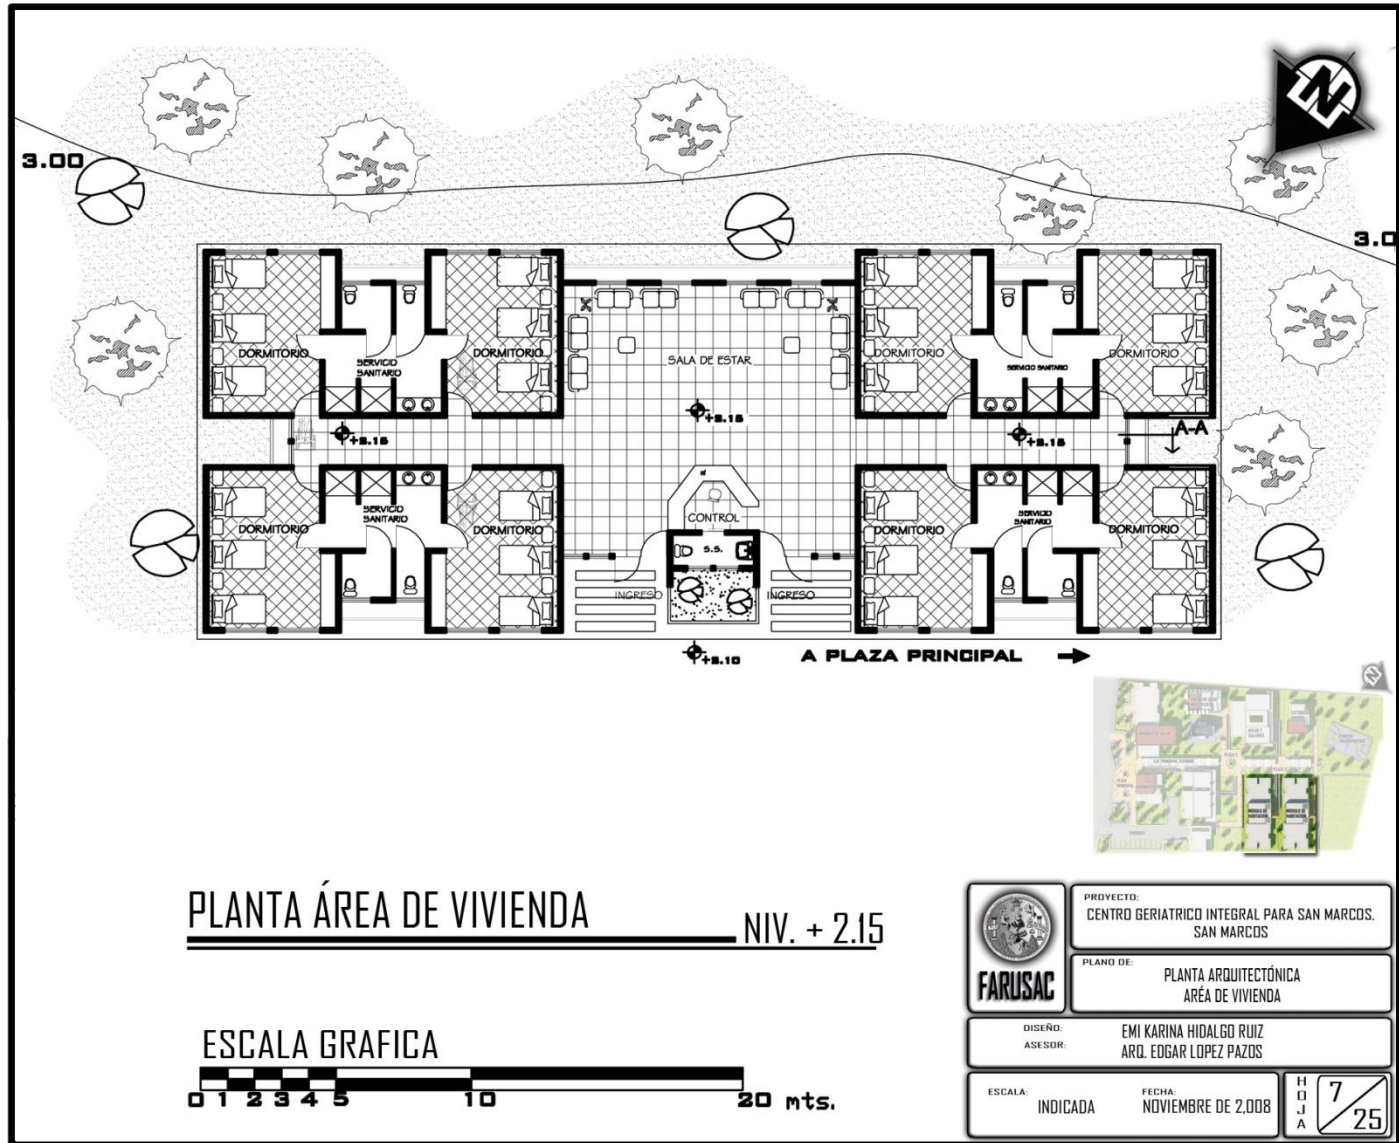 N
3.00
3.0
DORMITORIO
SERVICIO
SANITARIO
DORMITORIO
SALA DE ESTAR
DORMITORIO
SERVICIO SANITARIO
DORMITORIO
+2.15
+2.15
+2.15
A-A
DORMITORIO
SERVICIO
SANITARIO
DORMITORIO
CONTROL
S.S.
DORMITORIO
SERVICIO
SANITARIO
DORMITORIO
INGRESO
INGRESO
+2.10
A PLAZA PRINCIPAL
PLANTA ÁREA DE VIVIENDA
NIV. + 2.15
ESCALA GRAFICA
0 1 2 3 4 5 10 20 mts.
FARUSAC
PROYECTO:
CENTRO GERIATRICO INTEGRAL PARA SAN MARCOS,
SAN MARCOS
PLANO DE:
PLANTA ARQUITECTÓNICA
ARÉA DE VIVIENDA
DISEÑO: EMI KARINA HIDALGO RUIZ
ASESOR: ARQ. EDGAR LOPEZ PAZOS
ESCALA: INDICADA
FECHA: NOVIEMBRE DE 2,008
HOJA 7/25